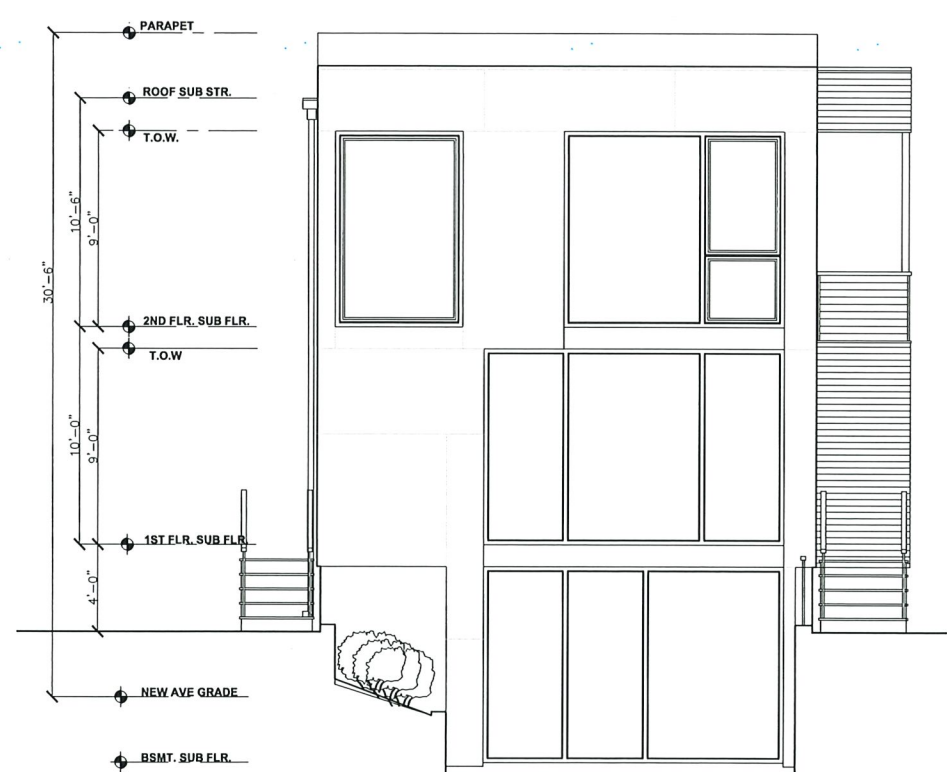 PARAPET
ROOF SUB STR.
T.O.W.
10'-6"
9'-0"
30'-6"
2ND FLR. SUB FLR.
T.O.W
10'-0"
9'-0"
1ST FLR. SUB FLR.
4'-0"
NEW AVE GRADE
BSMT. SUB FLR.